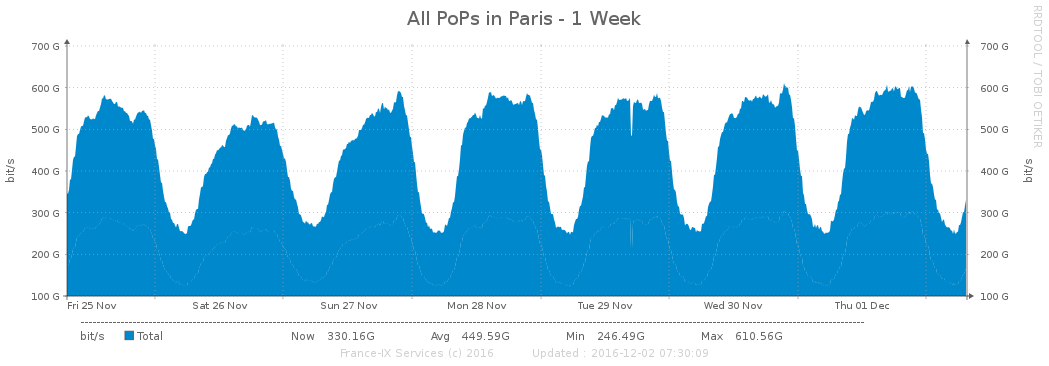 All PoPs in Paris - 1 Week
RRDTOOL / TOBI OETIKER
700 G 700 G
600 G 600 G
500 G 500 G
400 G 400 G
300 G 300 G
200 G 200 G
100 G 100 G
bit/s bit/s
Fri 25 Nov Sat 26 Nov Sun 27 Nov Mon 28 Nov Tue 29 Nov Wed 30 Nov Thu 01 Dec
bit/s Total Now 330.16G Avg 449.59G Min 246.49G Max 610.56G
France-IX Services (c) 2016 Updated : 2016-12-02 07:30:09